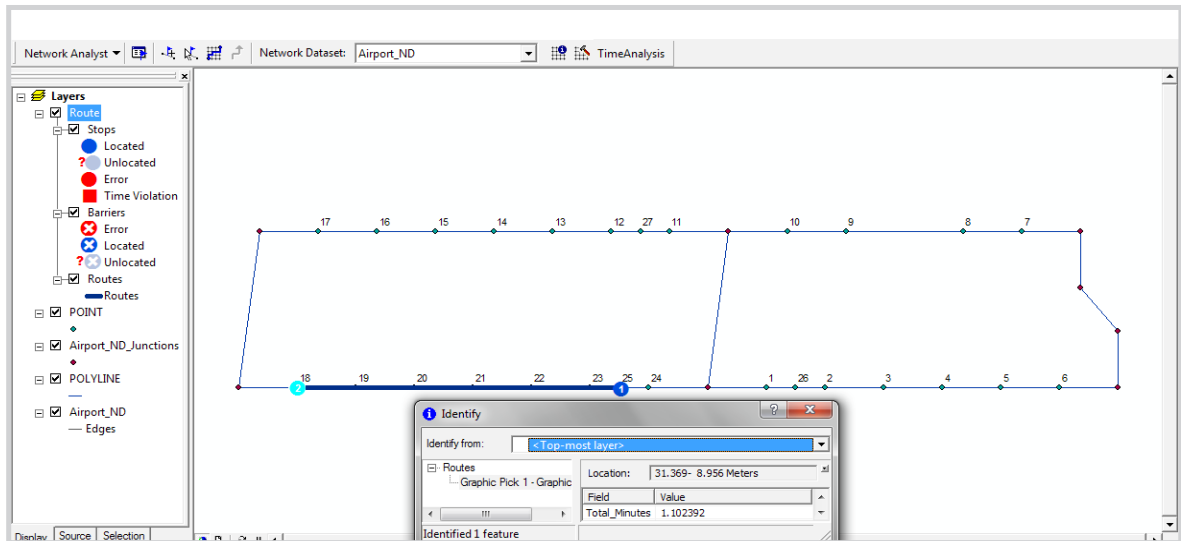 Network Analyst Network Dataset: Airport_ND TimeAnalysis
Layers
Route
Stops
Located
? Unlocated
Error
Time Violation
Barriers
Error
Located
? Unlocated
Routes
Routes
POINT
Airport_ND_Junctions
POLYLINE
Airport_ND
Edges
17 16 15 14 13 12 27 11 10 9 8 7
18 19 20 21 22 23 25 24 1 26 2 3 4 5 6
2 1
Identify
Identify from: <Top-most layer>
Routes
Graphic Pick 1 - Graphic
Location: 31.369- 8.956 Meters
Field Value
Total_Minutes 1.102392
Identified 1 feature
Display Source Selection